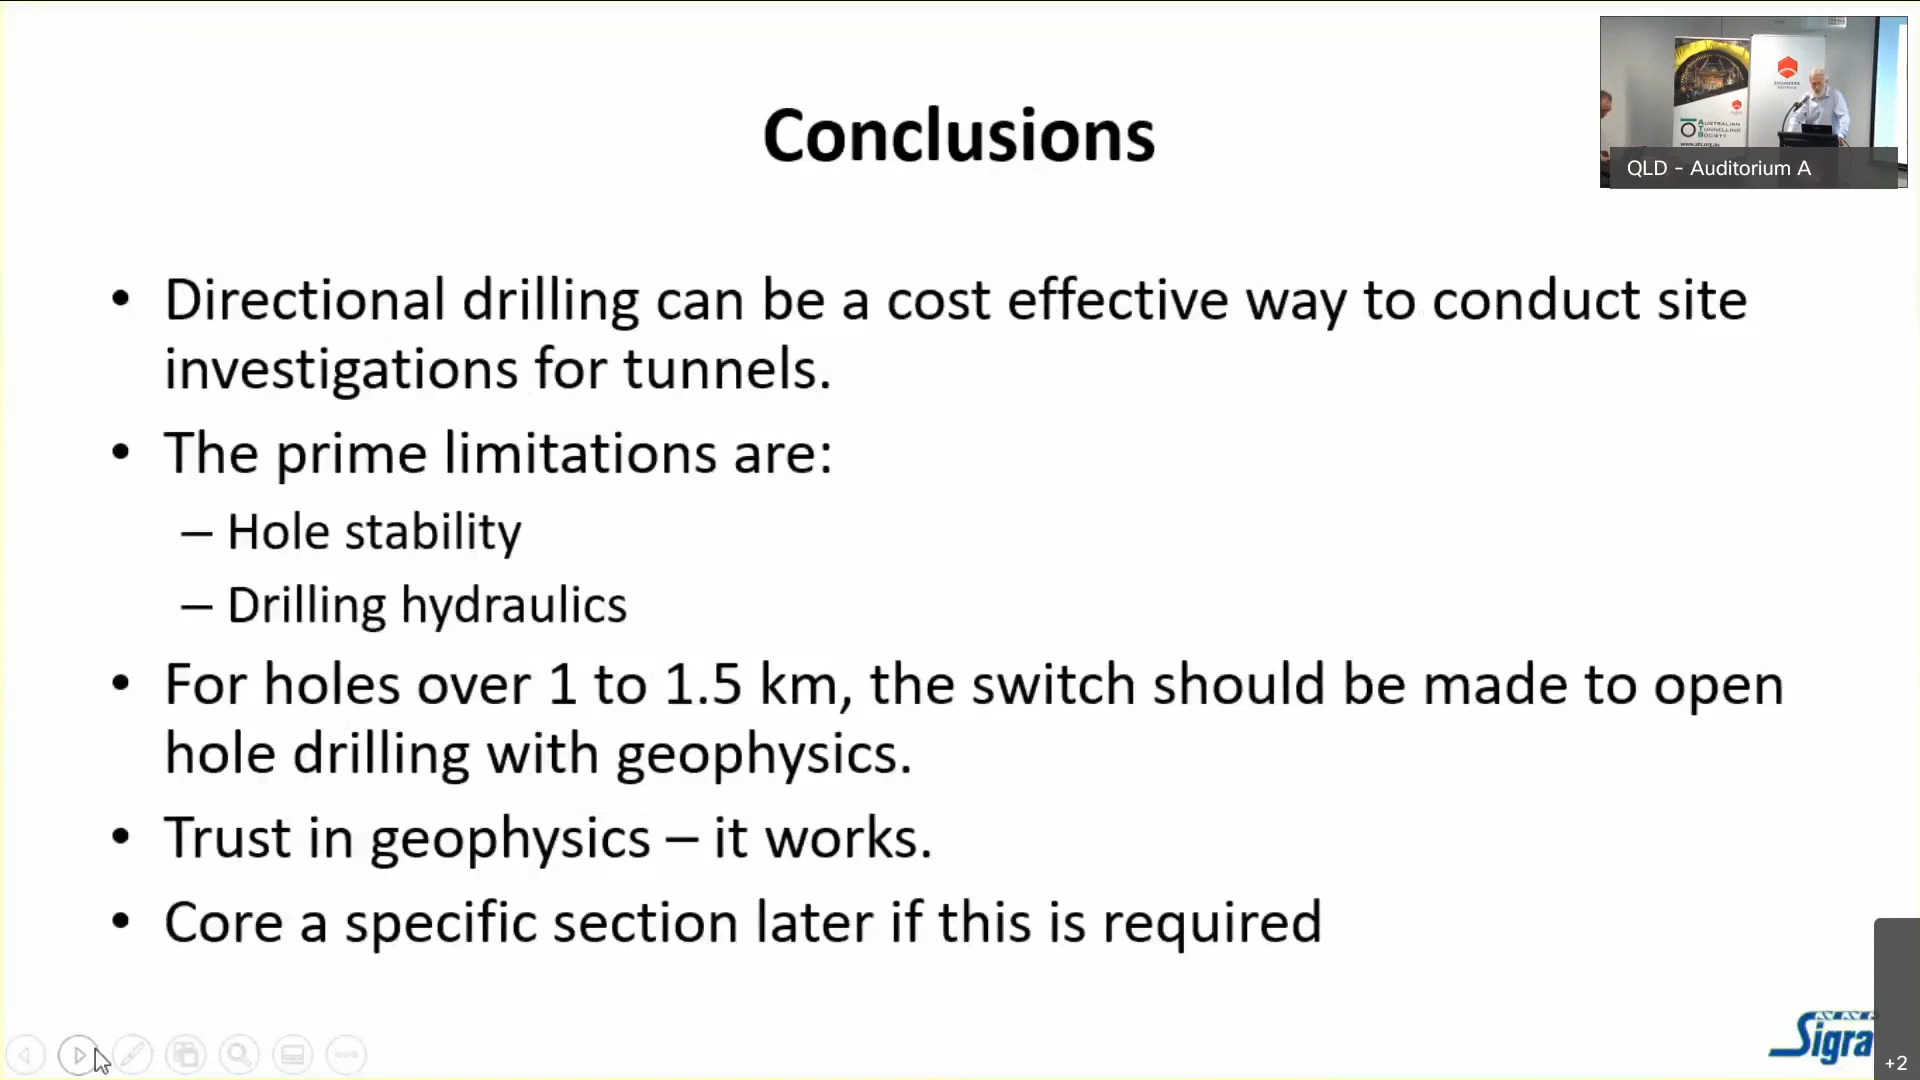 Conclusions
• Directional drilling can be a cost effective way to conduct site
investigations for tunnels.
• The prime limitations are:
– Hole stability
– Drilling hydraulics
• For holes over 1 to 1.5 km, the switch should be made to open
hole drilling with geophysics.
• Trust in geophysics – it works.
• Core a specific section later if this is required
AUSTRALIAN
TUNNELLING
SOCIETY
QLD - Auditorium A
Sigra
+2